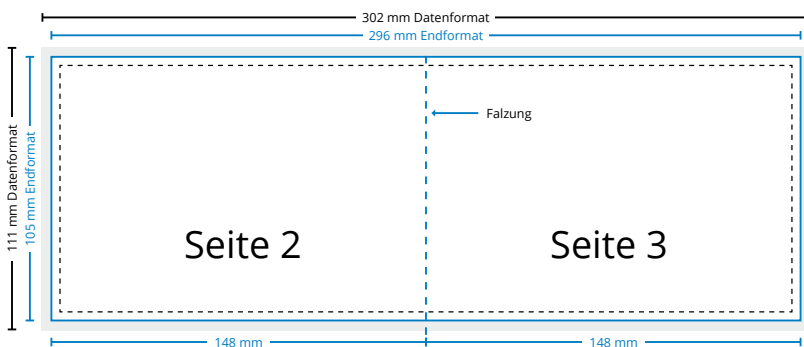 302 mm Datenformat
296 mm Endformat
111 mm Datenformat
105 mm Endformat
Falzung
Seite 2
Seite 3
148 mm
148 mm